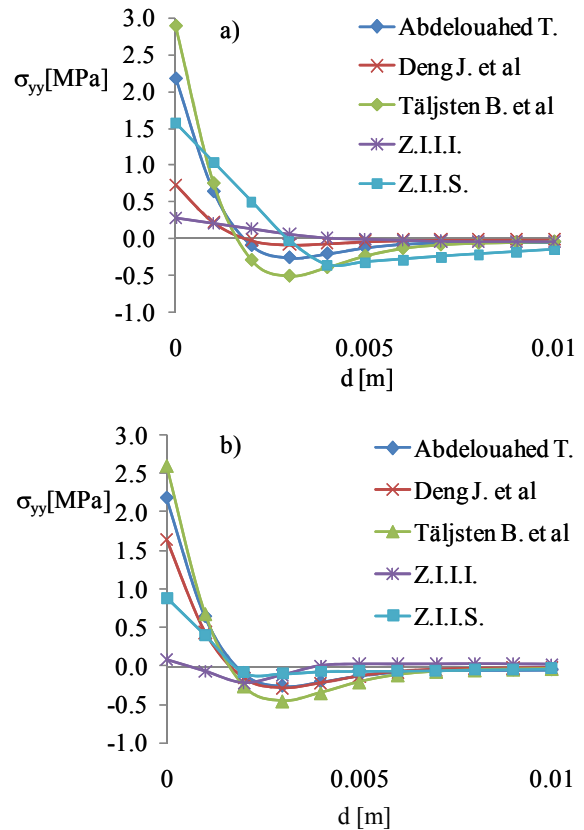 a)
σyy[MPa]
3.0
2.5
2.0
1.5
1.0
0.5
0.0
-0.5
-1.0
Abdelouahed T.
Deng J. et al
Täljsten B. et al
Z.I.I.I.
Z.I.I.S.
0 0.005 0.01
d [m]
b)
σyy[MPa]
3.0
2.5
2.0
1.5
1.0
0.5
0.0
-0.5
-1.0
Abdelouahed T.
Deng J. et al
Täljsten B. et al
Z.I.I.I.
Z.I.I.S.
0 0.005 0.01
d [m]